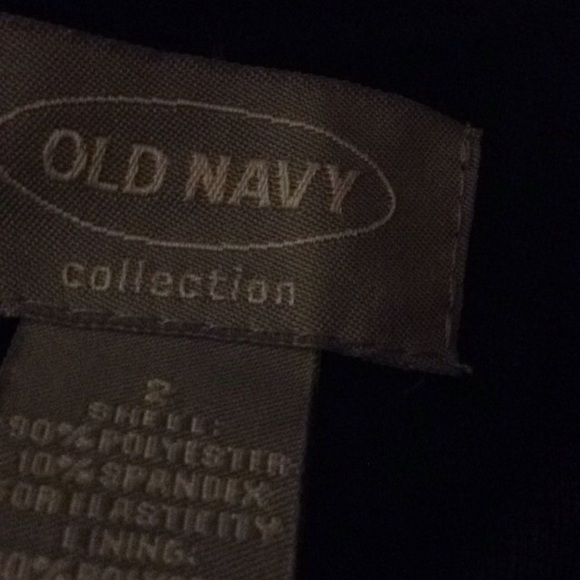 OLD NAVY
collection
2
SHELL:
90% POLYESTER
10% SPANDEX
FOR ELASTICITY
LINING: